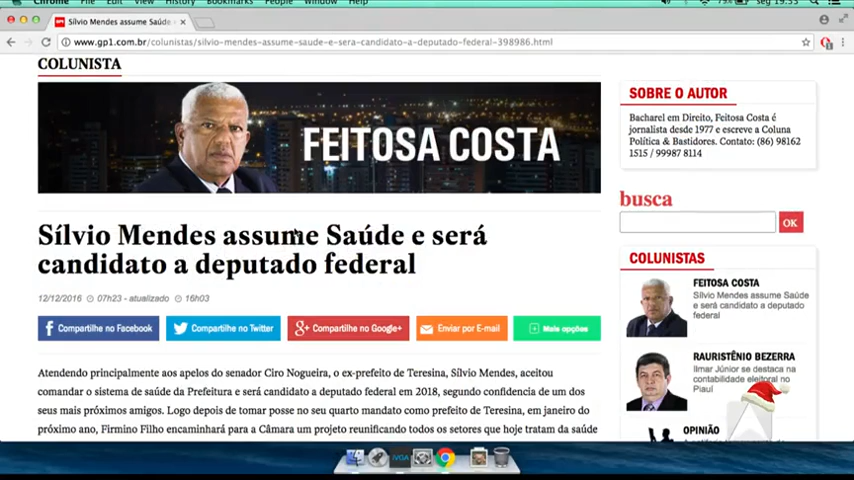 Chrome File Edit View History Bookmarks People Window Help
Sílvio Mendes assume Saúde
www.gp1.com.br/colunistas/silvio-mendes-assume-saude-e-sera-candidato-a-deputado-federal-398986.html
COLUNISTA
FEITOSA COSTA
Sílvio Mendes assume Saúde e será
candidato a deputado federal
12/12/2016 07h23 - atualizado 16h03
Compartilhe no Facebook
Compartilhe no Twitter
Compartilhe no Google+
Enviar por E-mail
Mais opções
Atendendo principalmente aos apelos do senador Ciro Nogueira, o ex-prefeito de Teresina, Sílvio Mendes, aceitou
comandar o sistema de saúde da Prefeitura e será candidato a deputado federal em 2018, segundo confidencia de um dos
seus mais próximos amigos. Logo depois de tomar posse no seu quarto mandato como prefeito de Teresina, em janeiro do
próximo ano, Firmino Filho encaminhará para a Câmara um projeto reunificando todos os setores que hoje tratam da saúde
SOBRE O AUTOR
Bacharel em Direito, Feitosa Costa é
jornalista desde 1977 e escreve a Coluna
Política & Bastidores. Contato: (86) 98162
1515 / 99987 8114
busca
OK
COLUNISTAS
FEITOSA COSTA
Sílvio Mendes assume Saúde
e será candidato a deputado
federal
RAURISTÊNIO BEZERRA
Ilmar Júnior se destaca na
contabilidade eleitoral no
Piauí
OPINIÃO